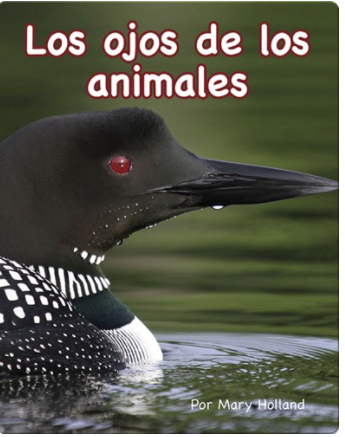 Los ojos de los
animales
Por Mary Holland